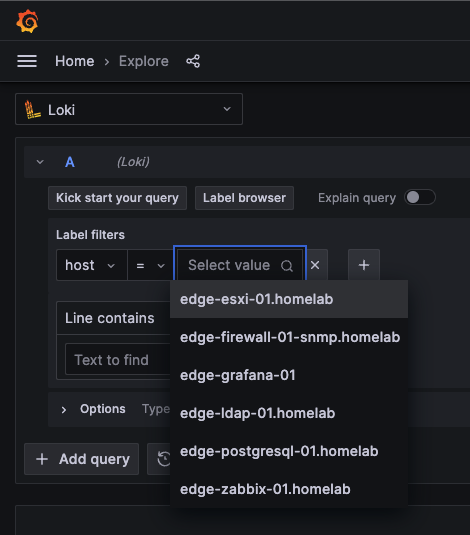 Home › Explore
Loki
A (Loki)
Kick start your query Label browser Explain query
Label filters
host = Select value
edge-esxi-01.homelab
Line contains
edge-firewall-01-snmp.homelab
Text to find
edge-grafana-01
Options Type
edge-ldap-01.homelab
edge-postgresql-01.homelab
Add query
edge-zabbix-01.homelab